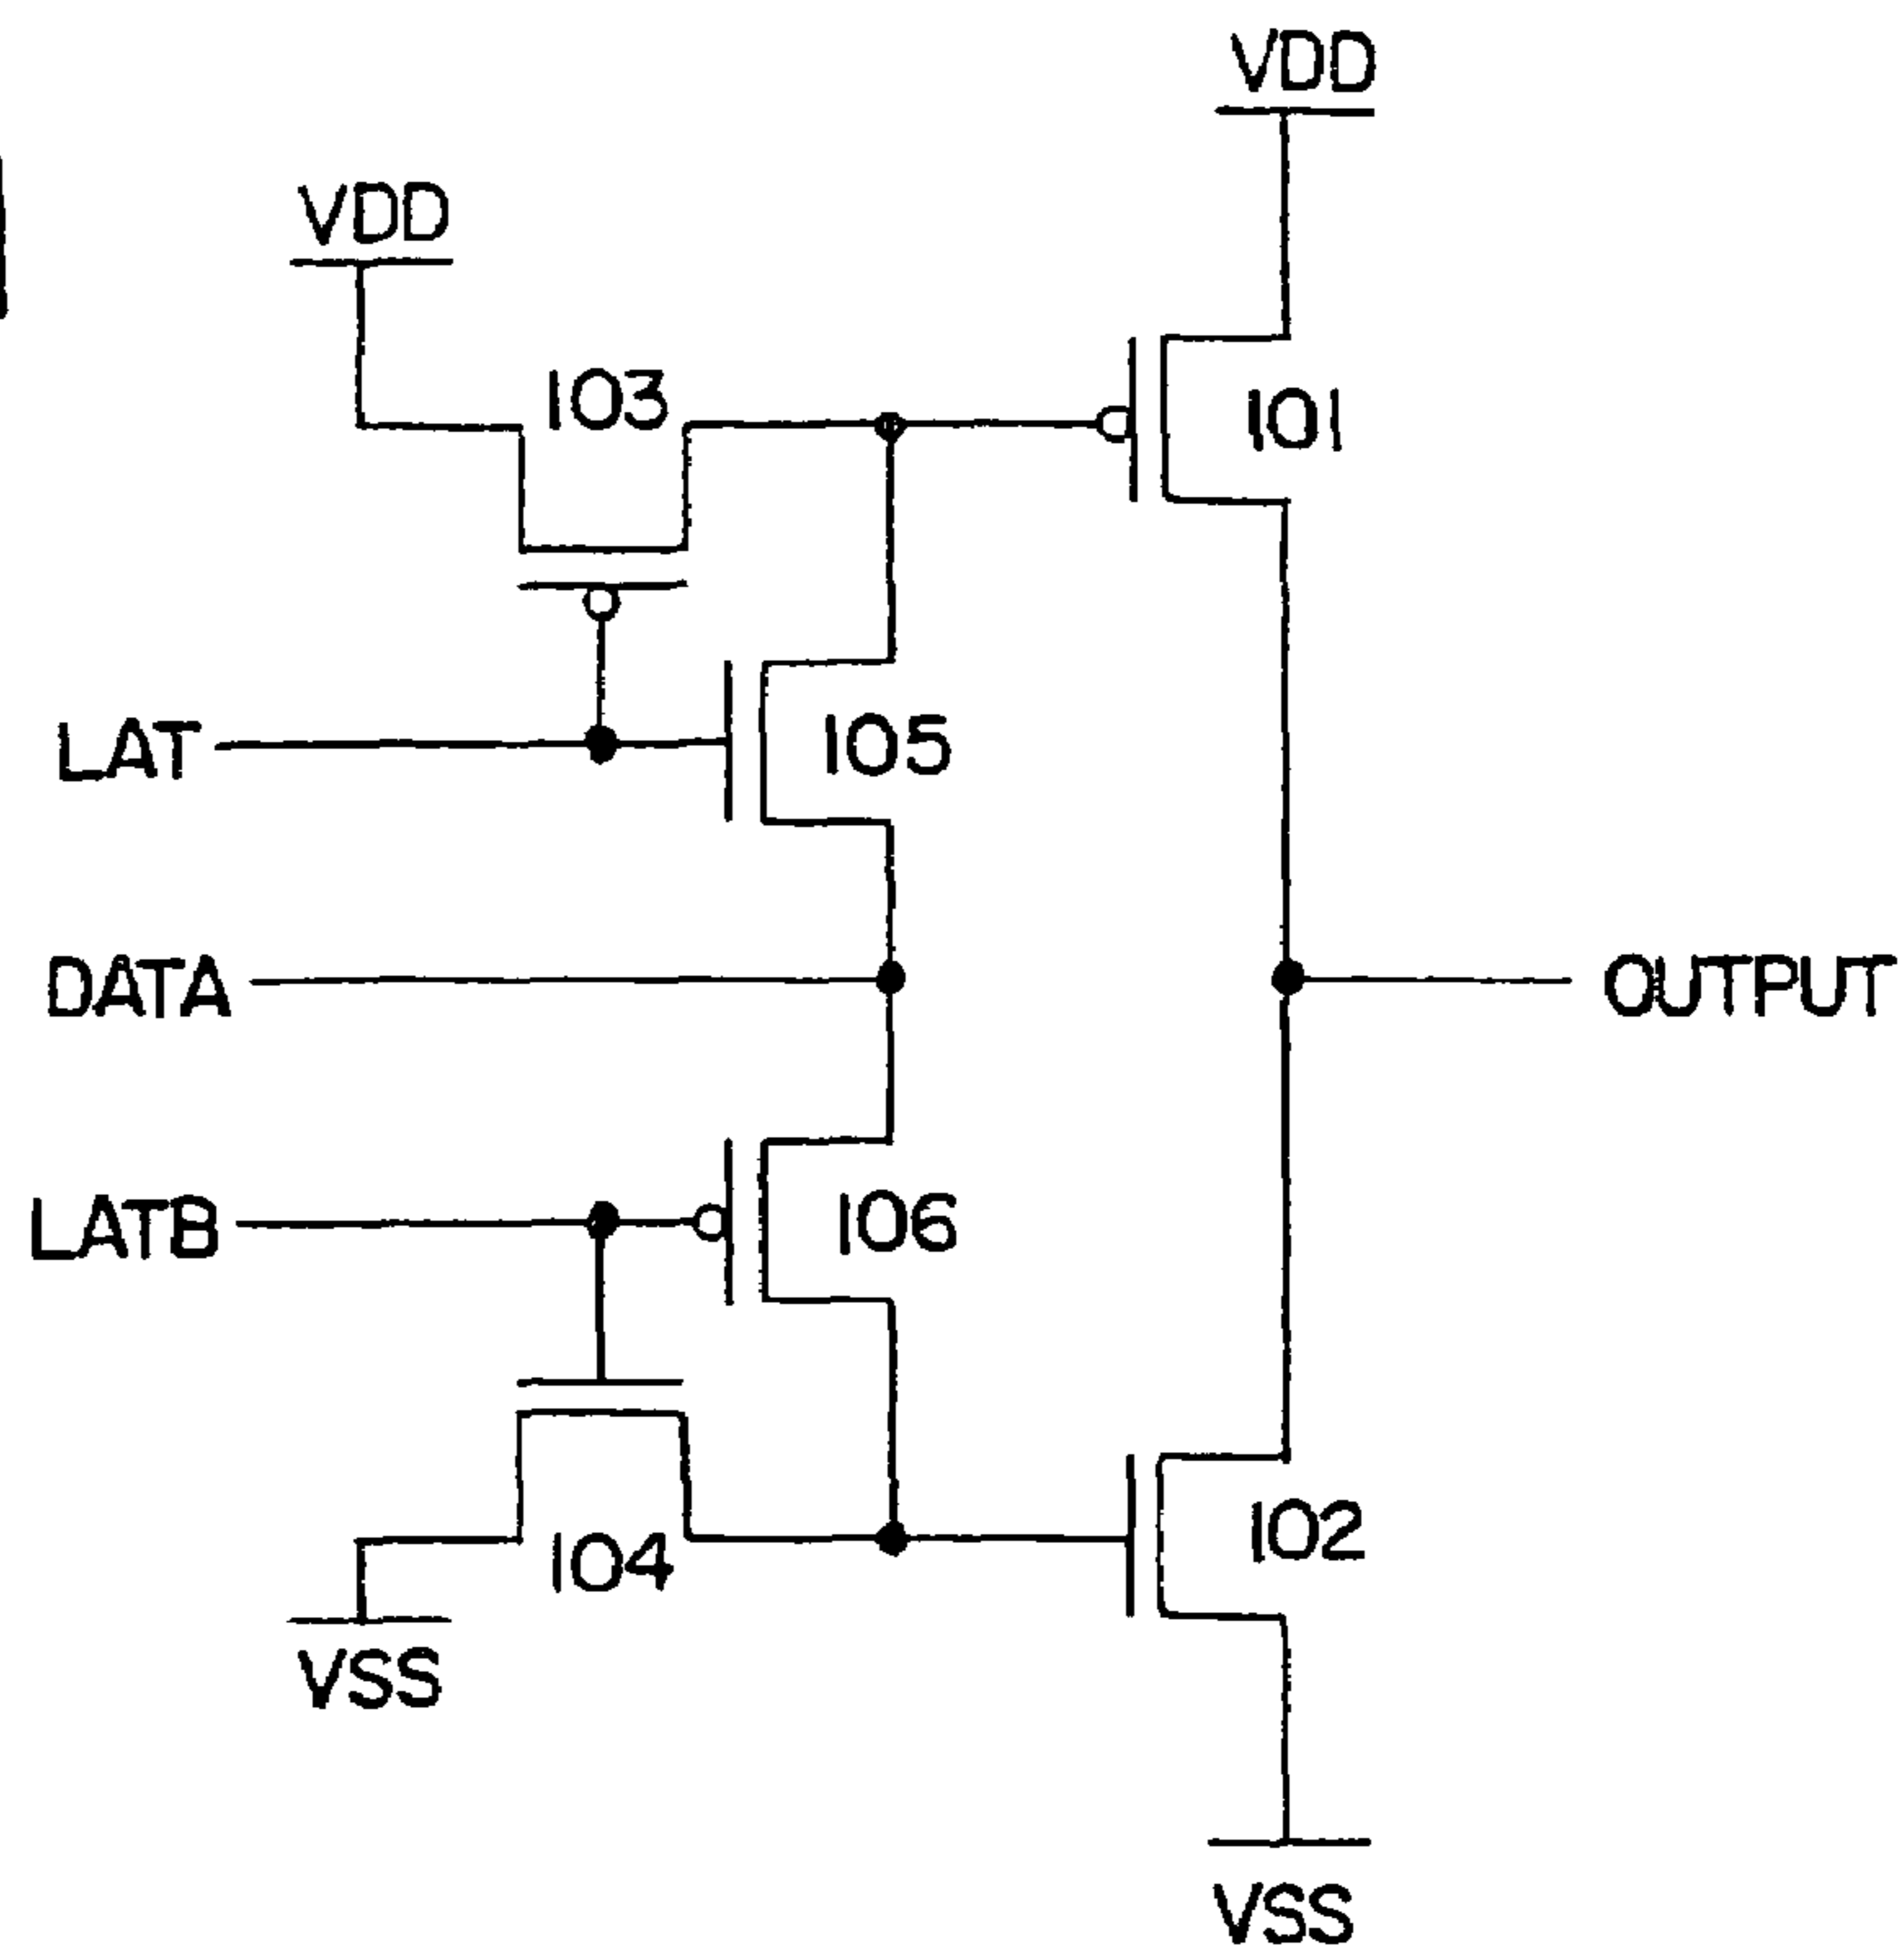 VDD
VDD
103
101
LAT
105
DATA
OUTPUT
LATB
106
102
104
VSS
VSS